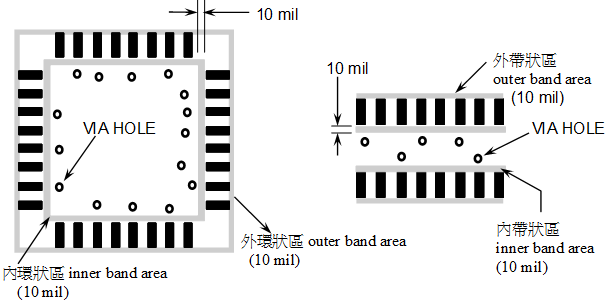 10 mil
VIA HOLE
外環狀區 outer band area
(10 mil)
內環狀區 inner band area
(10 mil)
外帶狀區
outer band area
(10 mil)
10 mil
VIA HOLE
內帶狀區
inner band area
(10 mil)